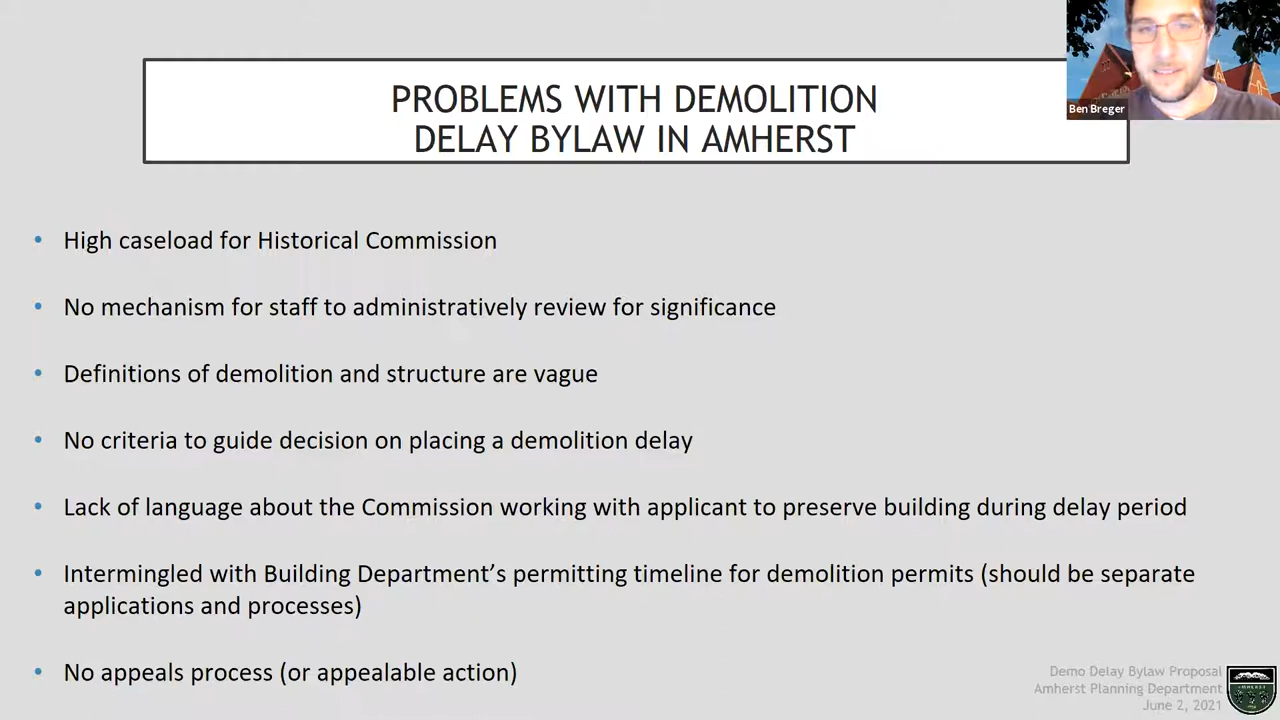 PROBLEMS WITH DEMOLITION
DELAY BYLAW IN AMHERST
Ben Breger
• High caseload for Historical Commission
• No mechanism for staff to administratively review for significance
• Definitions of demolition and structure are vague
• No criteria to guide decision on placing a demolition delay
• Lack of language about the Commission working with applicant to preserve building during delay period
• Intermingled with Building Department’s permitting timeline for demolition permits (should be separate
applications and processes)
• No appeals process (or appealable action)
Demo Delay Bylaw Proposal
Amherst Planning Department
June 2, 2021